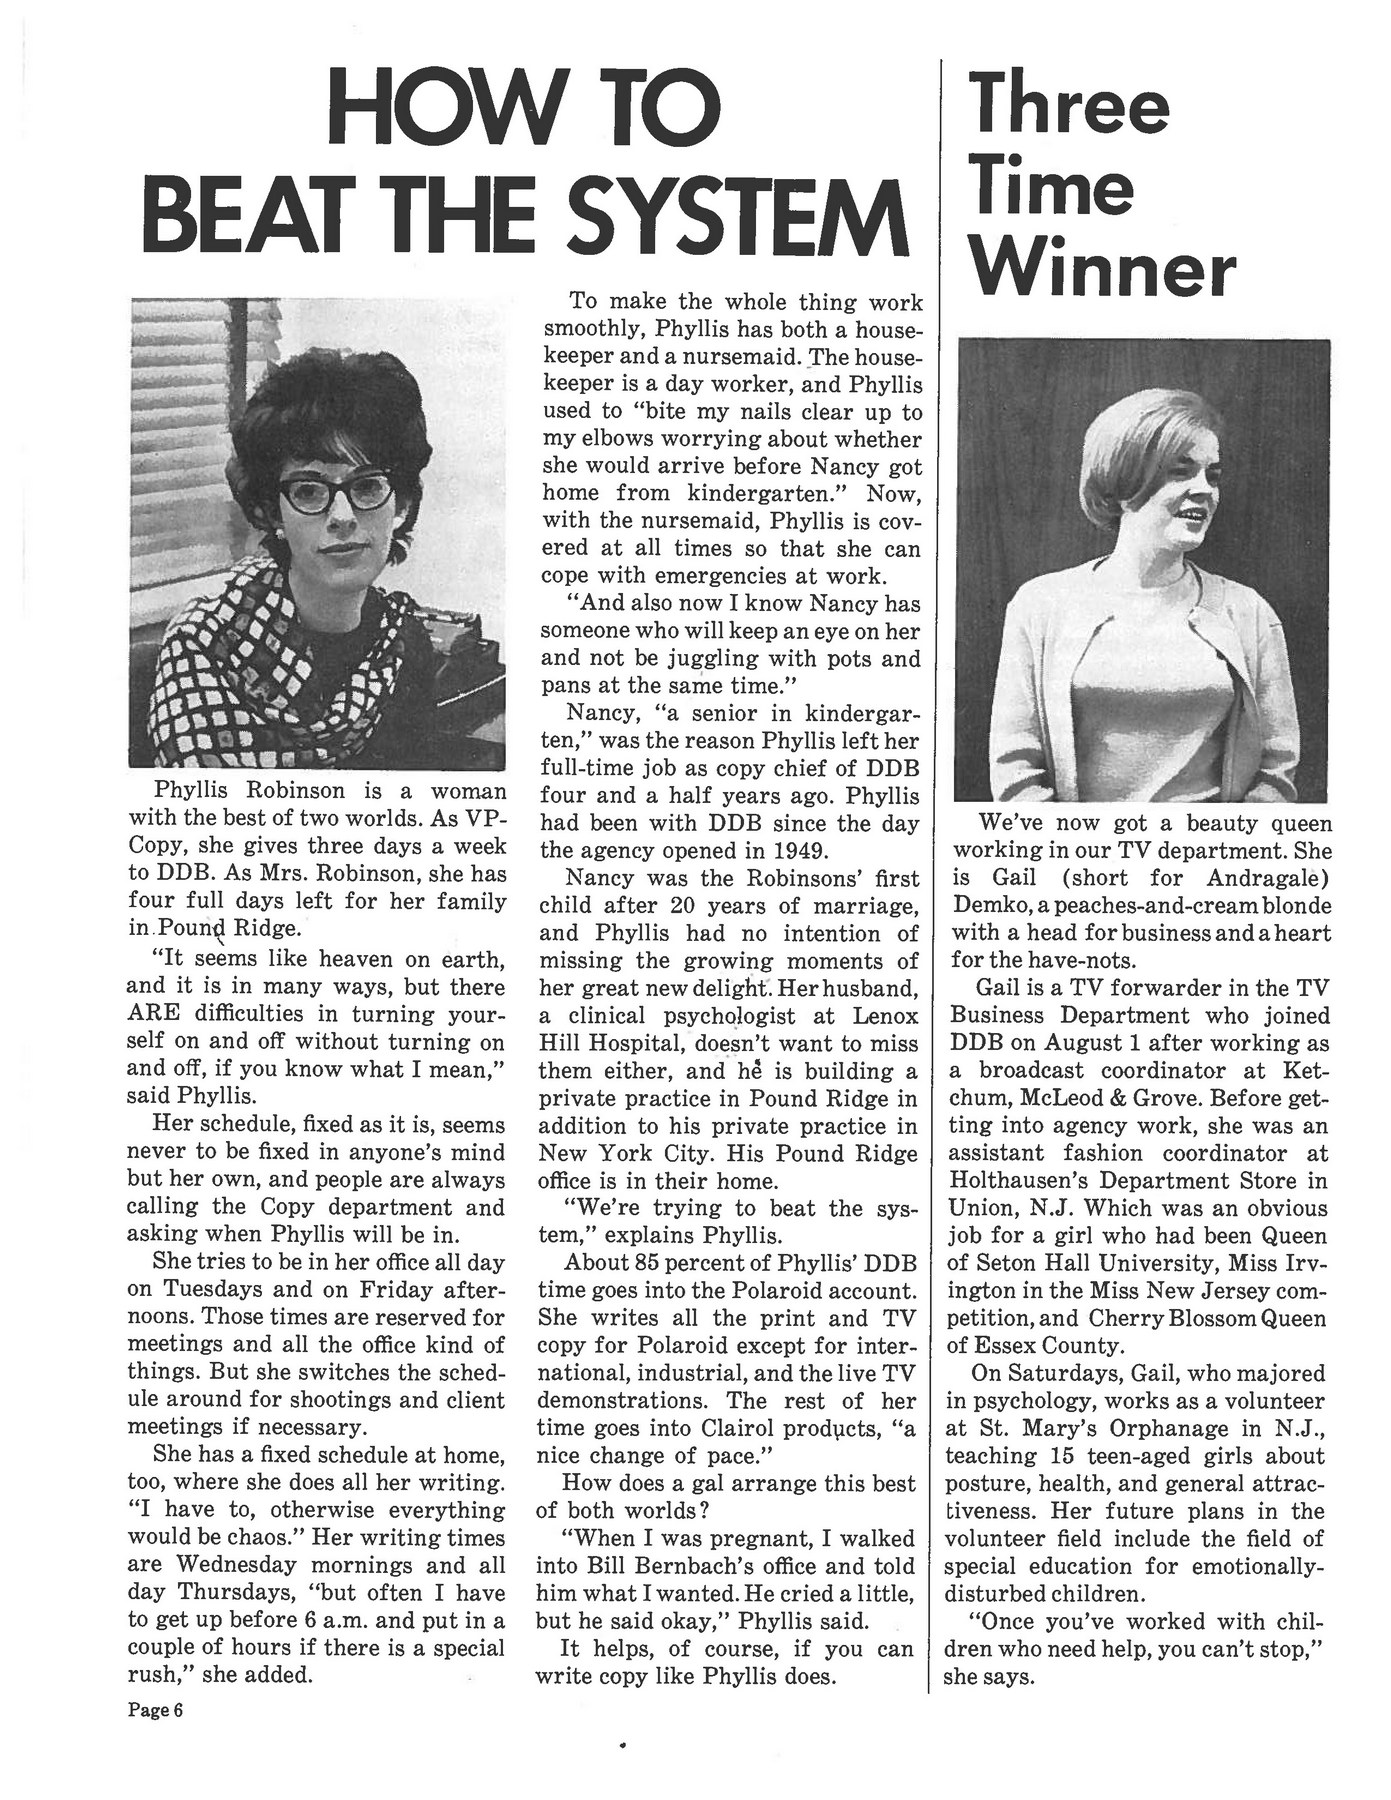 HOW TO
BEAT THE SYSTEM
Phyllis Robinson is a woman
with the best of two worlds. As VP-
Copy, she gives three days a week
to DDB. As Mrs. Robinson, she has
four full days left for her family
in Pound Ridge.
“It seems like heaven on earth,
and it is in many ways, but there
ARE difficulties in turning your-
self on and off without turning on
and off, if you know what I mean,”
said Phyllis.
Her schedule, fixed as it is, seems
never to be fixed in anyone’s mind
but her own, and people are always
calling the Copy department and
asking when Phyllis will be in.
She tries to be in her office all day
on Tuesdays and on Friday after-
noons. Those times are reserved for
meetings and all the office kind of
things. But she switches the sched-
ule around for shootings and client
meetings if necessary.
She has a fixed schedule at home,
too, where she does all her writing.
“I have to, otherwise everything
would be chaos.” Her writing times
are Wednesday mornings and all
day Thursdays, “but often I have
to get up before 6 a.m. and put in a
couple of hours if there is a special
rush,” she added.
To make the whole thing work
smoothly, Phyllis has both a house-
keeper and a nursemaid. The house-
keeper is a day worker, and Phyllis
used to “bite my nails clear up to
my elbows worrying about whether
she would arrive before Nancy got
home from kindergarten.” Now,
with the nursemaid, Phyllis is cov-
ered at all times so that she can
cope with emergencies at work.
“And also now I know Nancy has
someone who will keep an eye on her
and not be juggling with pots and
pans at the same time.”
Nancy, “a senior in kindergar-
ten,” was the reason Phyllis left her
full-time job as copy chief of DDB
four and a half years ago. Phyllis
had been with DDB since the day
the agency opened in 1949.
Nancy was the Robinsons’ first
child after 20 years of marriage,
and Phyllis had no intention of
missing the growing moments of
her great new delight. Her husband,
a clinical psychologist at Lenox
Hill Hospital, doesn’t want to miss
them either, and he is building a
private practice in Pound Ridge in
addition to his private practice in
New York City. His Pound Ridge
office is in their home.
“We’re trying to beat the sys-
tem,” explains Phyllis.
About 85 percent of Phyllis’ DDB
time goes into the Polaroid account.
She writes all the print and TV
copy for Polaroid except for inter-
national, industrial, and the live TV
demonstrations. The rest of her
time goes into Clairol products, “a
nice change of pace.”
How does a gal arrange this best
of both worlds?
“When I was pregnant, I walked
into Bill Bernbach’s office and told
him what I wanted. He cried a little,
but he said okay,” Phyllis said.
It helps, of course, if you can
write copy like Phyllis does.
Three
Time
Winner
We’ve now got a beauty queen
working in our TV department. She
is Gail (short for Andragale)
Demko, a peaches-and-cream blonde
with a head for business and a heart
for the have-nots.
Gail is a TV forwarder in the TV
Business Department who joined
DDB on August 1 after working as
a broadcast coordinator at Ket-
chum, McLeod & Grove. Before get-
ting into agency work, she was an
assistant fashion coordinator at
Holthausen’s Department Store in
Union, N.J. Which was an obvious
job for a girl who had been Queen
of Seton Hall University, Miss Irv-
ington in the Miss New Jersey com-
petition, and Cherry Blossom Queen
of Essex County.
On Saturdays, Gail, who majored
in psychology, works as a volunteer
at St. Mary’s Orphanage in N.J.,
teaching 15 teen-aged girls about
posture, health, and general attrac-
tiveness. Her future plans in the
volunteer field include the field of
special education for emotionally-
disturbed children.
“Once you’ve worked with chil-
dren who need help, you can’t stop,”
she says.
Page 6